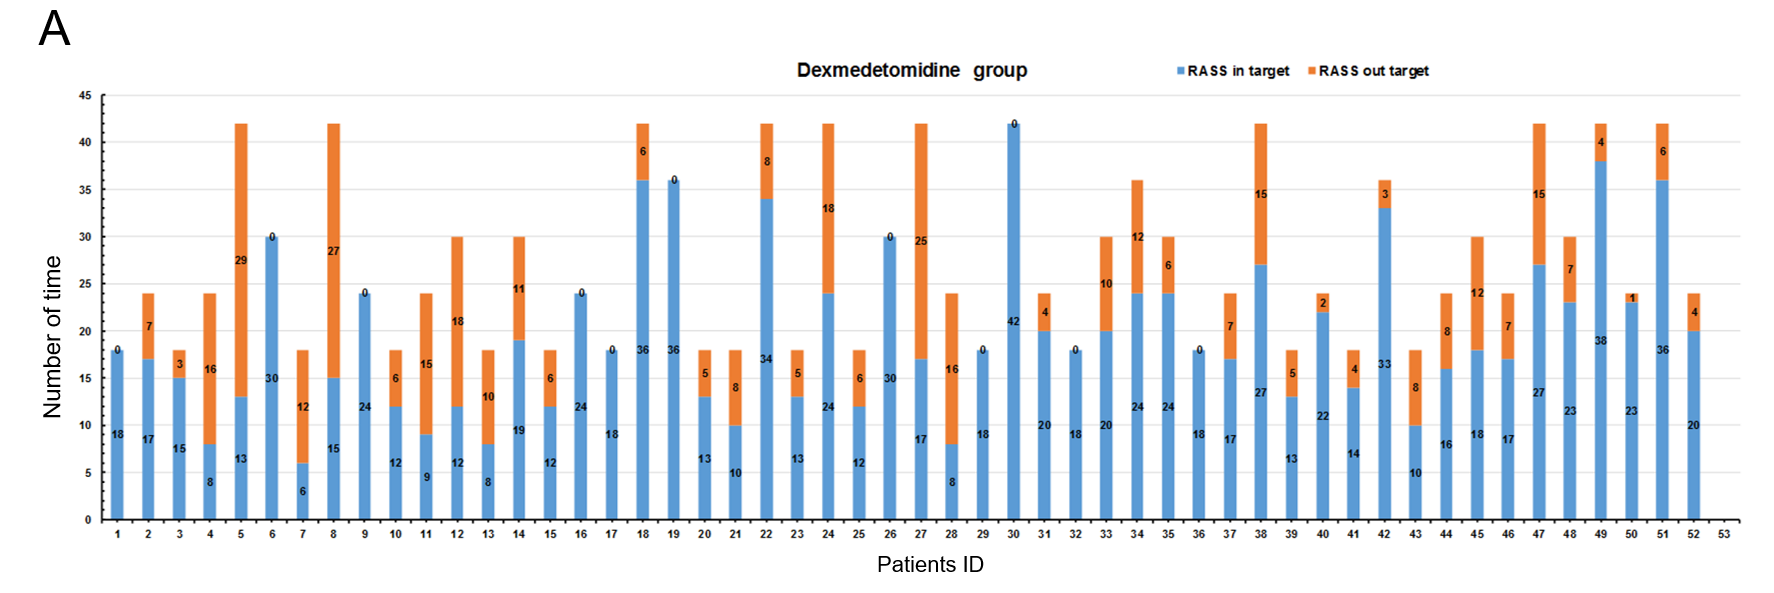 A
Dexmedetomidine group
RASS in target
RASS out target
Number of time
45
40
35
30
25
20
15
10
5
0
0 7 3 16 29 0 12 27 0 6 15 18 10 11 6 0 0 6 0 5 8 8 5 18 6 0 25 16 0 0 4 0 10 12 6 0 7 15 5 2 4 3 8 8 12 7 15 7 4 1 6 4
18 17 15 8 13 30 6 15 24 12 9 12 8 19 12 24 18 36 36 13 10 34 13 24 12 30 17 8 18 42 20 18 20 24 24 18 17 27 13 22 14 33 10 16 18 17 27 23 38 23 36 20
1 2 3 4 5 6 7 8 9 10 11 12 13 14 15 16 17 18 19 20 21 22 23 24 25 26 27 28 29 30 31 32 33 34 35 36 37 38 39 40 41 42 43 44 45 46 47 48 49 50 51 52 53
Patients ID